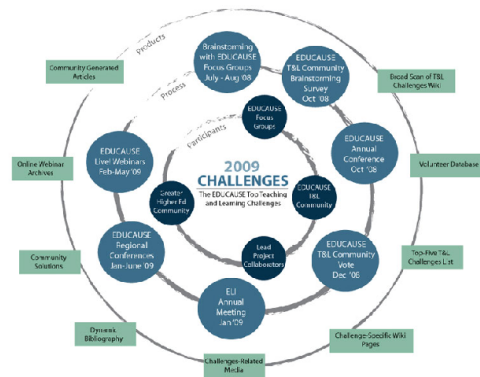 Products
Process
Participants
2009
CHALLENGES
The EDUCAUSE Top Teaching
and Learning Challenges
EDUCAUSE
Focus
Groups
EDUCAUSE
T&L
Community
Lead
Project
Collaborators
Greater
Higher Ed
Community
Brainstorming
with EDUCAUSE
Focus Groups
July - Aug '08
EDUCAUSE
T&L Community
Brainstorming
Survey
Oct '08
EDUCAUSE
Annual
Conference
Oct '08
EDUCAUSE
T&L Community
Vote
Dec '08
ELI
Annual
Meeting
Jan '09
EDUCAUSE
Regional
Conferences
Jan-June '09
EDUCAUSE
Live! Webinars
Feb-May '09
Community Generated
Articles
Broad Scan of T&L
Challenges Wiki
Volunteer Database
Top-Five T&L
Challenges List
Challenge-Specific Wiki
Pages
Challenges-Related
Media
Dynamic
Bibliography
Community
Solutions
Online Webinar
Archives